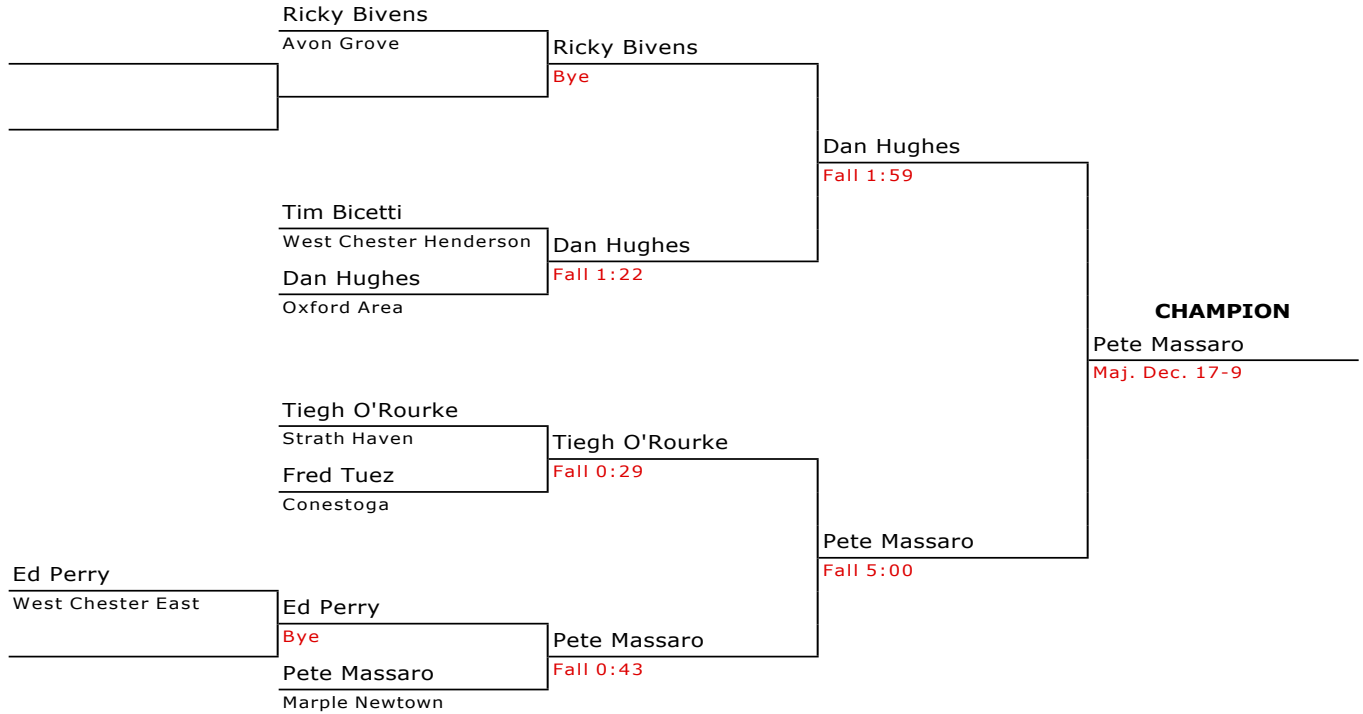 Ricky Bivens
Avon Grove
Ricky Bivens
Bye
Dan Hughes
Fall 1:59
Tim Bicetti
West Chester Henderson
Dan Hughes
Fall 1:22
Dan Hughes
Oxford Area
CHAMPION
Pete Massaro
Maj. Dec. 17-9
Tiegh O'Rourke
Strath Haven
Tiegh O'Rourke
Fall 0:29
Fred Tuez
Conestoga
Pete Massaro
Fall 5:00
Ed Perry
West Chester East
Ed Perry
Bye
Pete Massaro
Fall 0:43
Pete Massaro
Marple Newtown